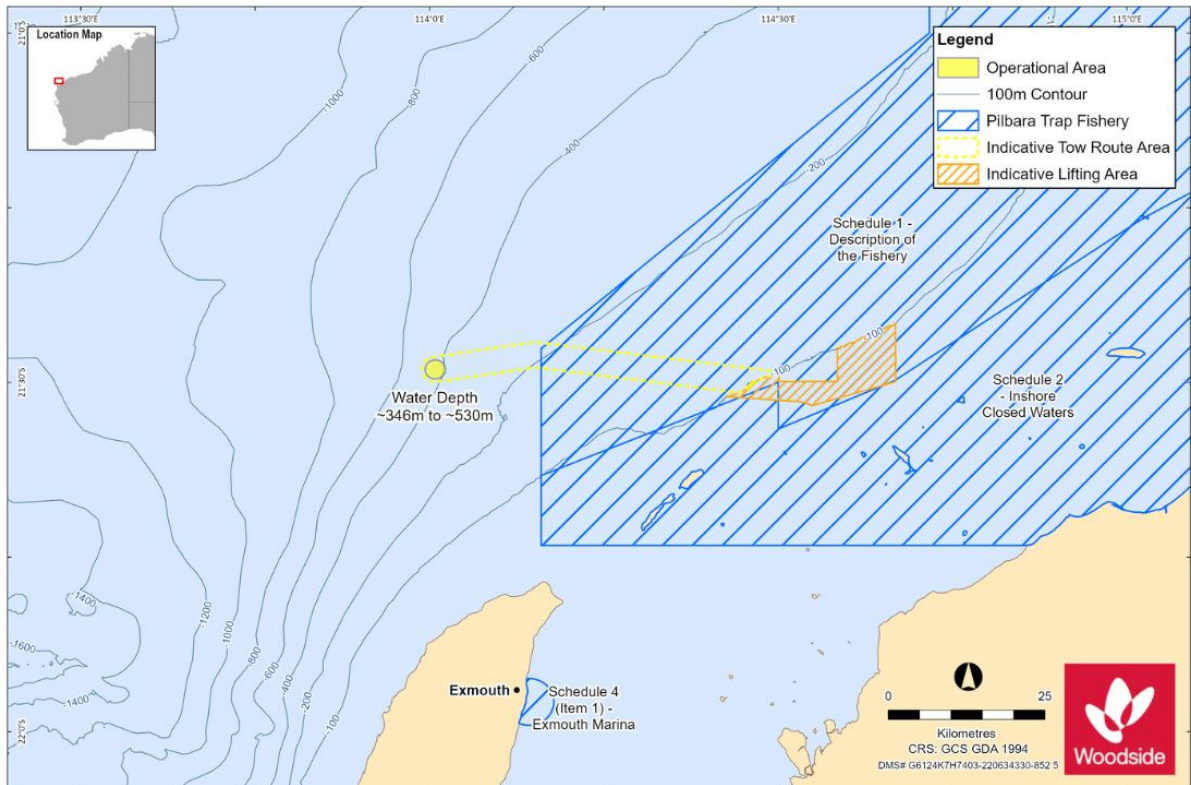 113°30'E
114°0'E
114°30'E
115°0'E
21°0'S
21°30'S
22°0'S
Location Map
Legend
Operational Area
100m Contour
Pilbara Trap Fishery
Indicative Tow Route Area
Indicative Lifting Area
-1000
-800
-600
-400
-200
Schedule 1 -
Description of
the Fishery
-100
-100
Schedule 2
- Inshore
Closed Waters
Water Depth
~346m to ~530m
-1400
-1600
-1400
-1200
-1000
-800
-600
-400
-200
-100
Exmouth
Schedule 4
(Item 1) -
Exmouth Marina
0 25
Kilometres
CRS: GCS GDA 1994
DMS# G6124K7H7403-220634330-852 5
Woodside